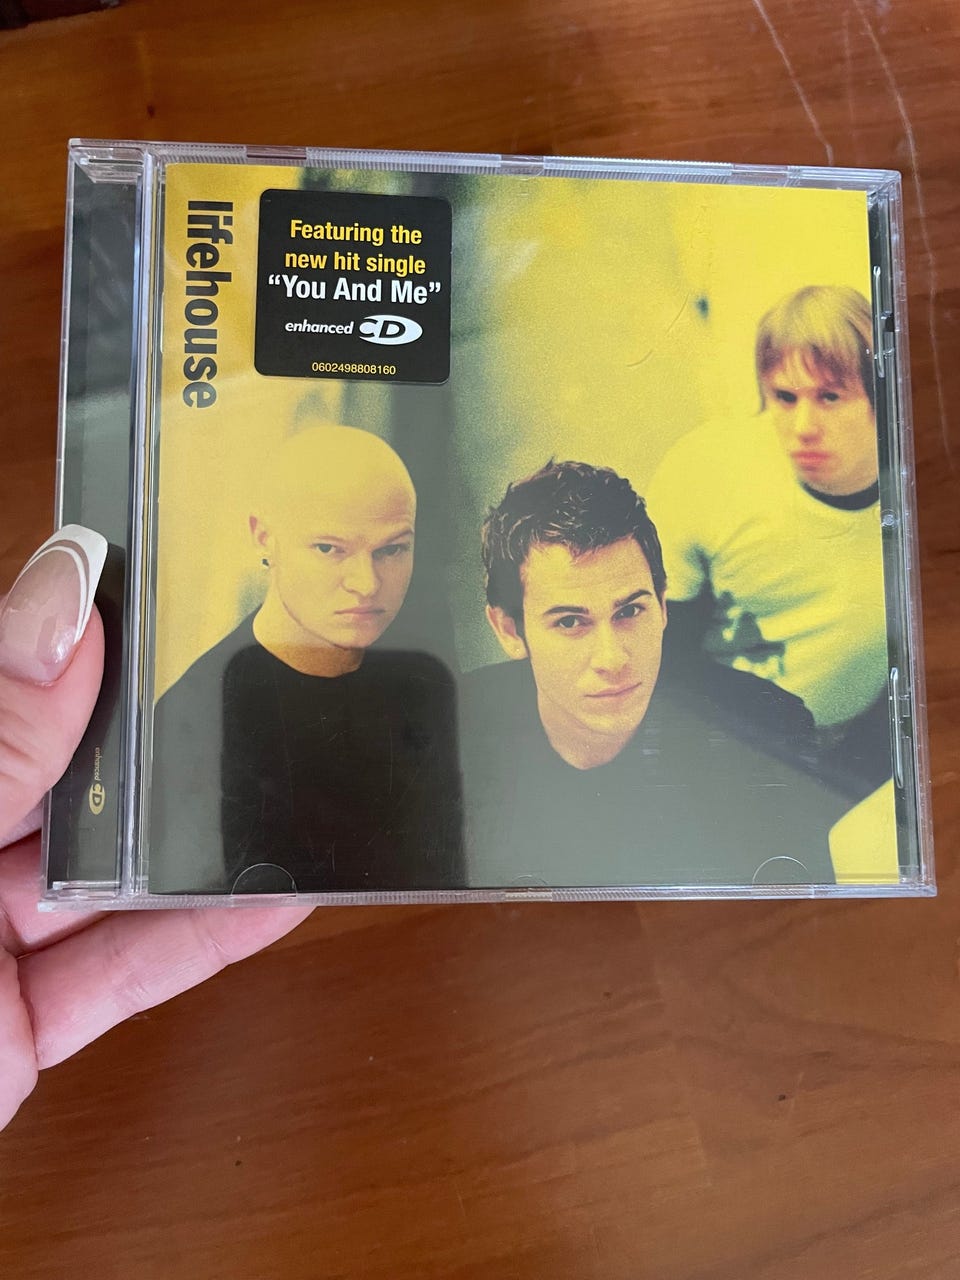 lifehouse
Featuring the
new hit single
“You And Me”
enhanced CD
0602498808160
enhanced CD